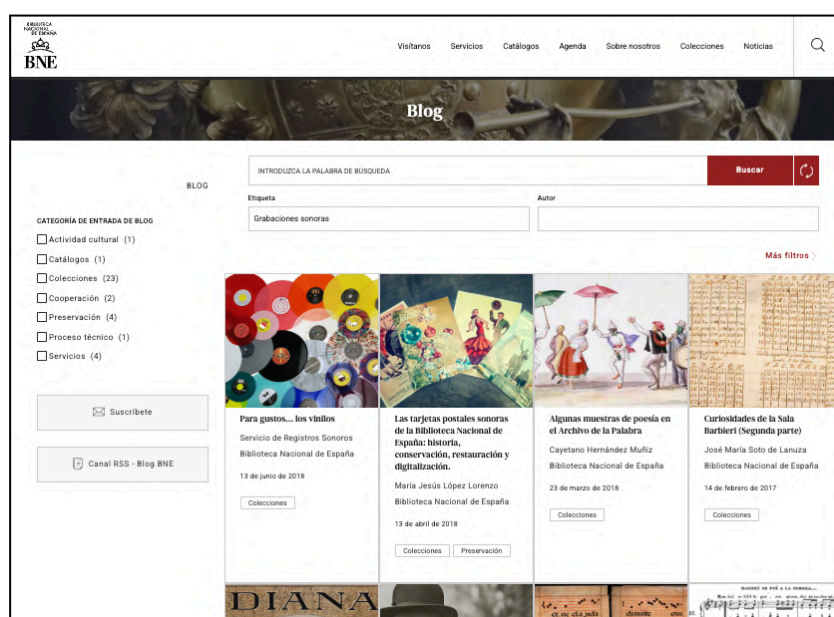 BIBLIOTECA
NACIONAL
DE ESPAÑA
BNE
Visítanos Servicios Catálogos Agenda Sobre nosotros Colecciones Noticias
Blog
BLOG
INTRODUZCA LA PALABRA DE BÚSQUEDA
Buscar
Etiqueta
Autor
Grabaciones sonoras
Más filtros
CATEGORÍA DE ENTRADA DE BLOG
Actividad cultural (1)
Catálogos (1)
Colecciones (23)
Cooperación (2)
Preservación (4)
Proceso técnico (1)
Servicios (4)
Suscríbete
Canal RSS - Blog BNE
Para gustos... los vinilos
Servicio de Registros Sonoros
Biblioteca Nacional de España
13 de junio de 2018
Colecciones
Las tarjetas postales sonoras
de la Biblioteca Nacional de
España: historia,
conservación, restauración y
digitalización.
María Jesús López Lorenzo
Biblioteca Nacional de España
13 de abril de 2018
Colecciones Preservación
Algunas muestras de poesía en
el Archivo de la Palabra
Cayetano Hernández Muñiz
Biblioteca Nacional de España
23 de marzo de 2018
Colecciones
Curiosidades de la Sala
Barbieri (Segunda parte)
José María Soto de Lanuza
Biblioteca Nacional de España
14 de febrero de 2017
Colecciones
DIANA